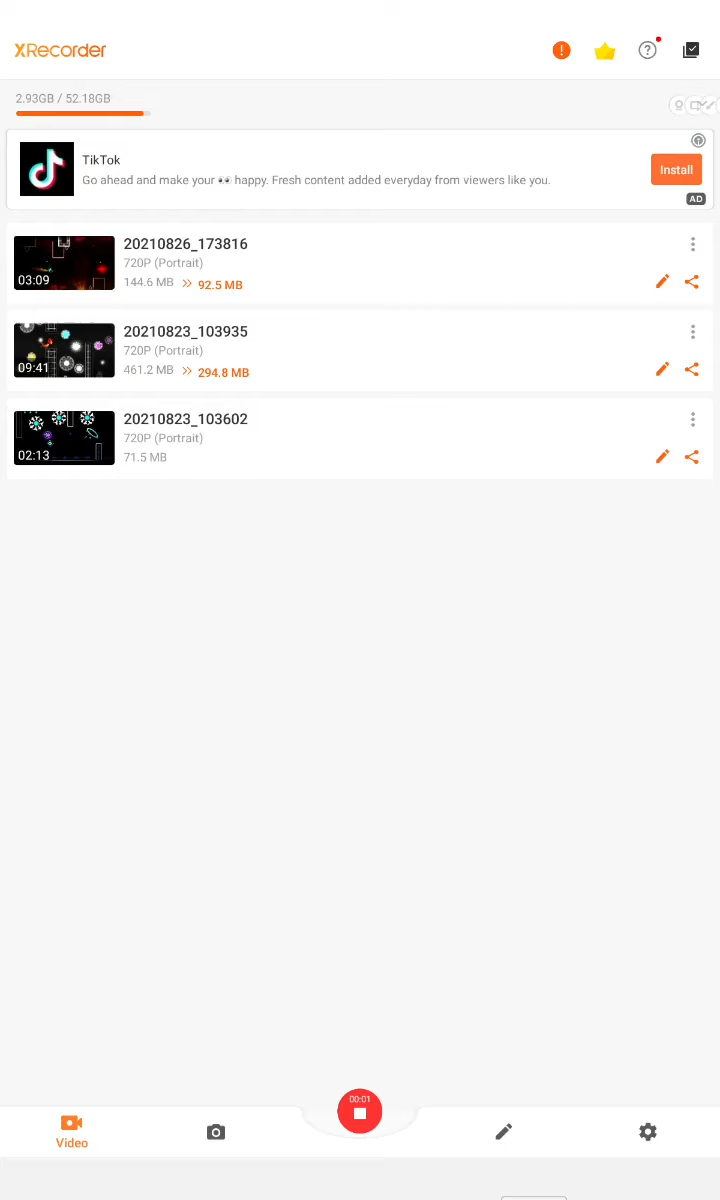 XRecorder
2.93GB / 52.18GB
TikTok
Go ahead and make your 👀 happy. Fresh content added everyday from viewers like you.
Install
AD
20210826_173816
720P (Portrait)
144.6 MB >> 92.5 MB
03:09
20210823_103935
720P (Portrait)
461.2 MB >> 294.8 MB
09:41
20210823_103602
720P (Portrait)
71.5 MB
02:13
00:01
Video